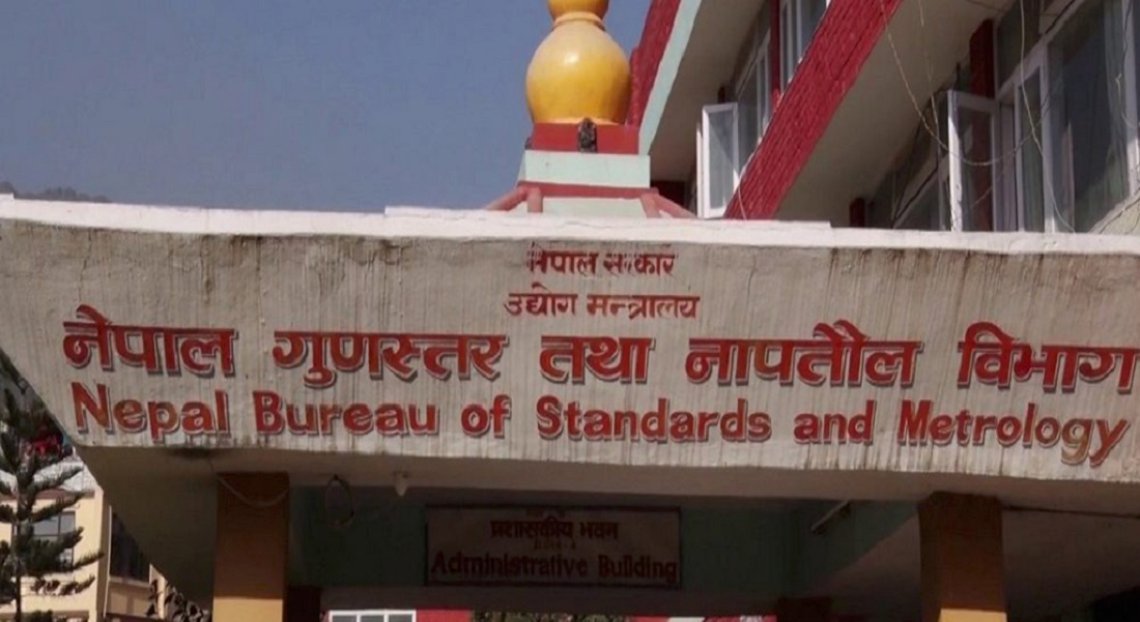 नेपाल सरकार
उद्योग मन्त्रालय
नेपाल गुणस्तर तथा नापतौल विभाग
Nepal Bureau of Standards and Metrology
प्रशासकीय भवन
Administrative Building